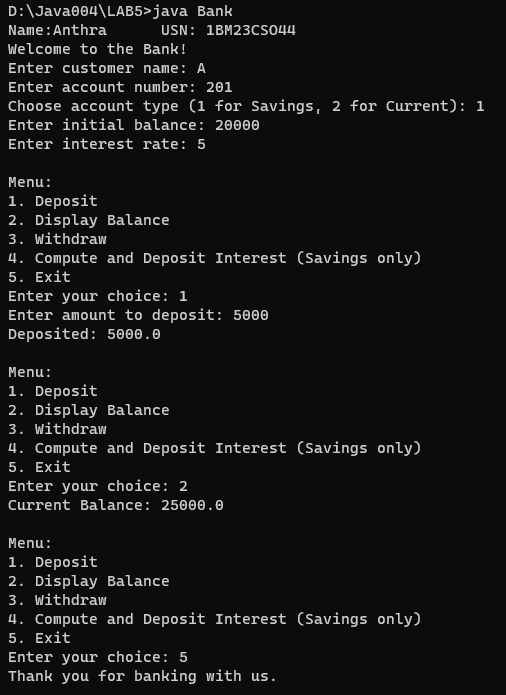 D:\Java004\LAB5>java Bank
Name:Anthra      USN: 1BM23CSO44
Welcome to the Bank!
Enter customer name: A
Enter account number: 201
Choose account type (1 for Savings, 2 for Current): 1
Enter initial balance: 20000
Enter interest rate: 5

Menu:
1. Deposit
2. Display Balance
3. Withdraw
4. Compute and Deposit Interest (Savings only)
5. Exit
Enter your choice: 1
Enter amount to deposit: 5000
Deposited: 5000.0

Menu:
1. Deposit
2. Display Balance
3. Withdraw
4. Compute and Deposit Interest (Savings only)
5. Exit
Enter your choice: 2
Current Balance: 25000.0

Menu:
1. Deposit
2. Display Balance
3. Withdraw
4. Compute and Deposit Interest (Savings only)
5. Exit
Enter your choice: 5
Thank you for banking with us.